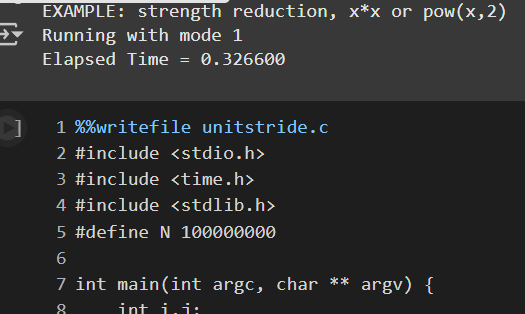 EXAMPLE: strength reduction, x*x or pow(x,2)
Running with mode 1
Elapsed Time = 0.326600
]
1 %%writefile unitstride.c
2 #include <stdio.h>
3 #include <time.h>
4 #include <stdlib.h>
5 #define N 100000000
6
7 int main(int argc, char ** argv) {
8 int i,j;